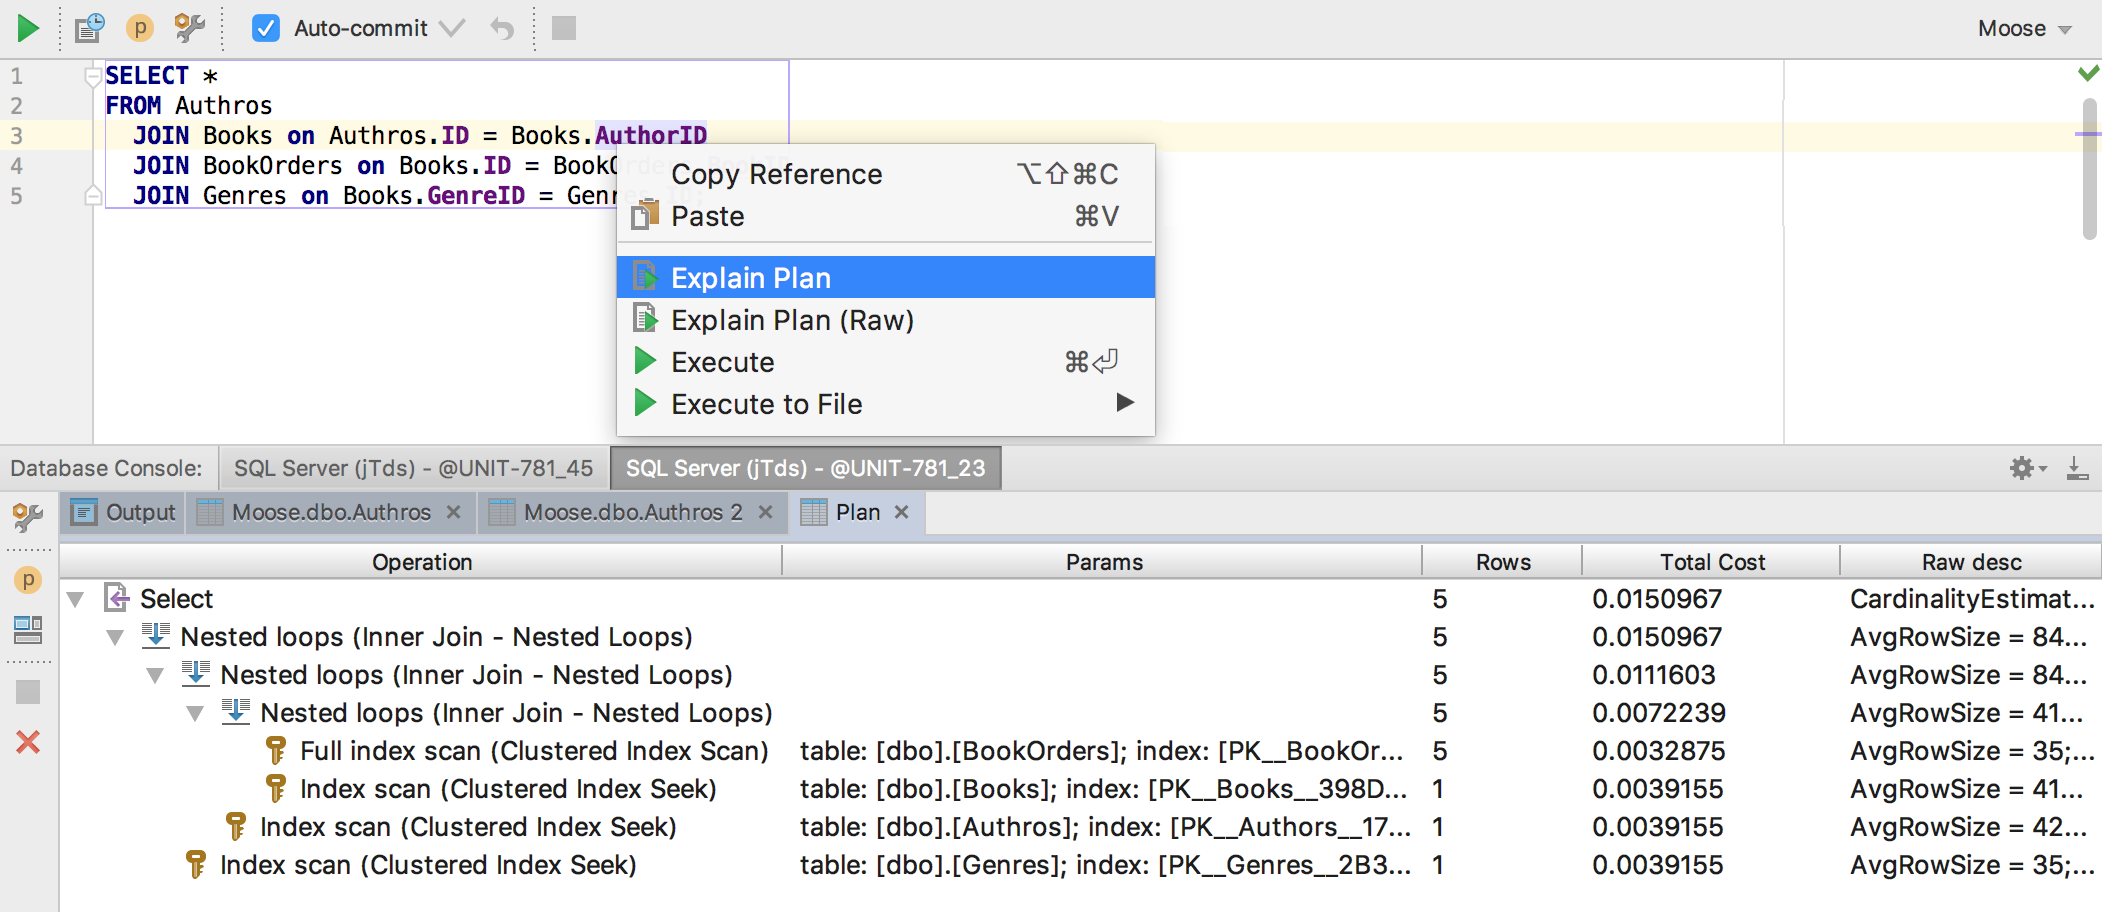 Auto-commit
Moose
1 SELECT *
2 FROM Authros
3 JOIN Books on Authros.ID = Books.AuthorID
4 JOIN BookOrders on Books.ID = BookOrders.BookID
5 JOIN Genres on Books.GenreID = Genres.ID;
Copy Reference ⌥⇧⌘C
Paste ⌘V
Explain Plan
Explain Plan (Raw)
Execute ⌘⏎
Execute to File
Database Console: SQL Server (jTds) - @UNIT-781_45 SQL Server (jTds) - @UNIT-781_23
Output Moose.dbo.Authros Moose.dbo.Authros 2 Plan
Operation Params Rows Total Cost Raw desc
Select 5 0.0150967 CardinalityEstimat...
Nested loops (Inner Join - Nested Loops) 5 0.0150967 AvgRowSize = 84...
Nested loops (Inner Join - Nested Loops) 5 0.0111603 AvgRowSize = 84...
Nested loops (Inner Join - Nested Loops) 5 0.0072239 AvgRowSize = 41...
Full index scan (Clustered Index Scan) table: [dbo].[BookOrders]; index: [PK__BookOr... 5 0.0032875 AvgRowSize = 35;...
Index scan (Clustered Index Seek) table: [dbo].[Books]; index: [PK__Books__398D... 1 0.0039155 AvgRowSize = 41...
Index scan (Clustered Index Seek) table: [dbo].[Authros]; index: [PK__Authors__17... 1 0.0039155 AvgRowSize = 42...
Index scan (Clustered Index Seek) table: [dbo].[Genres]; index: [PK__Genres__2B3... 1 0.0039155 AvgRowSize = 35;...